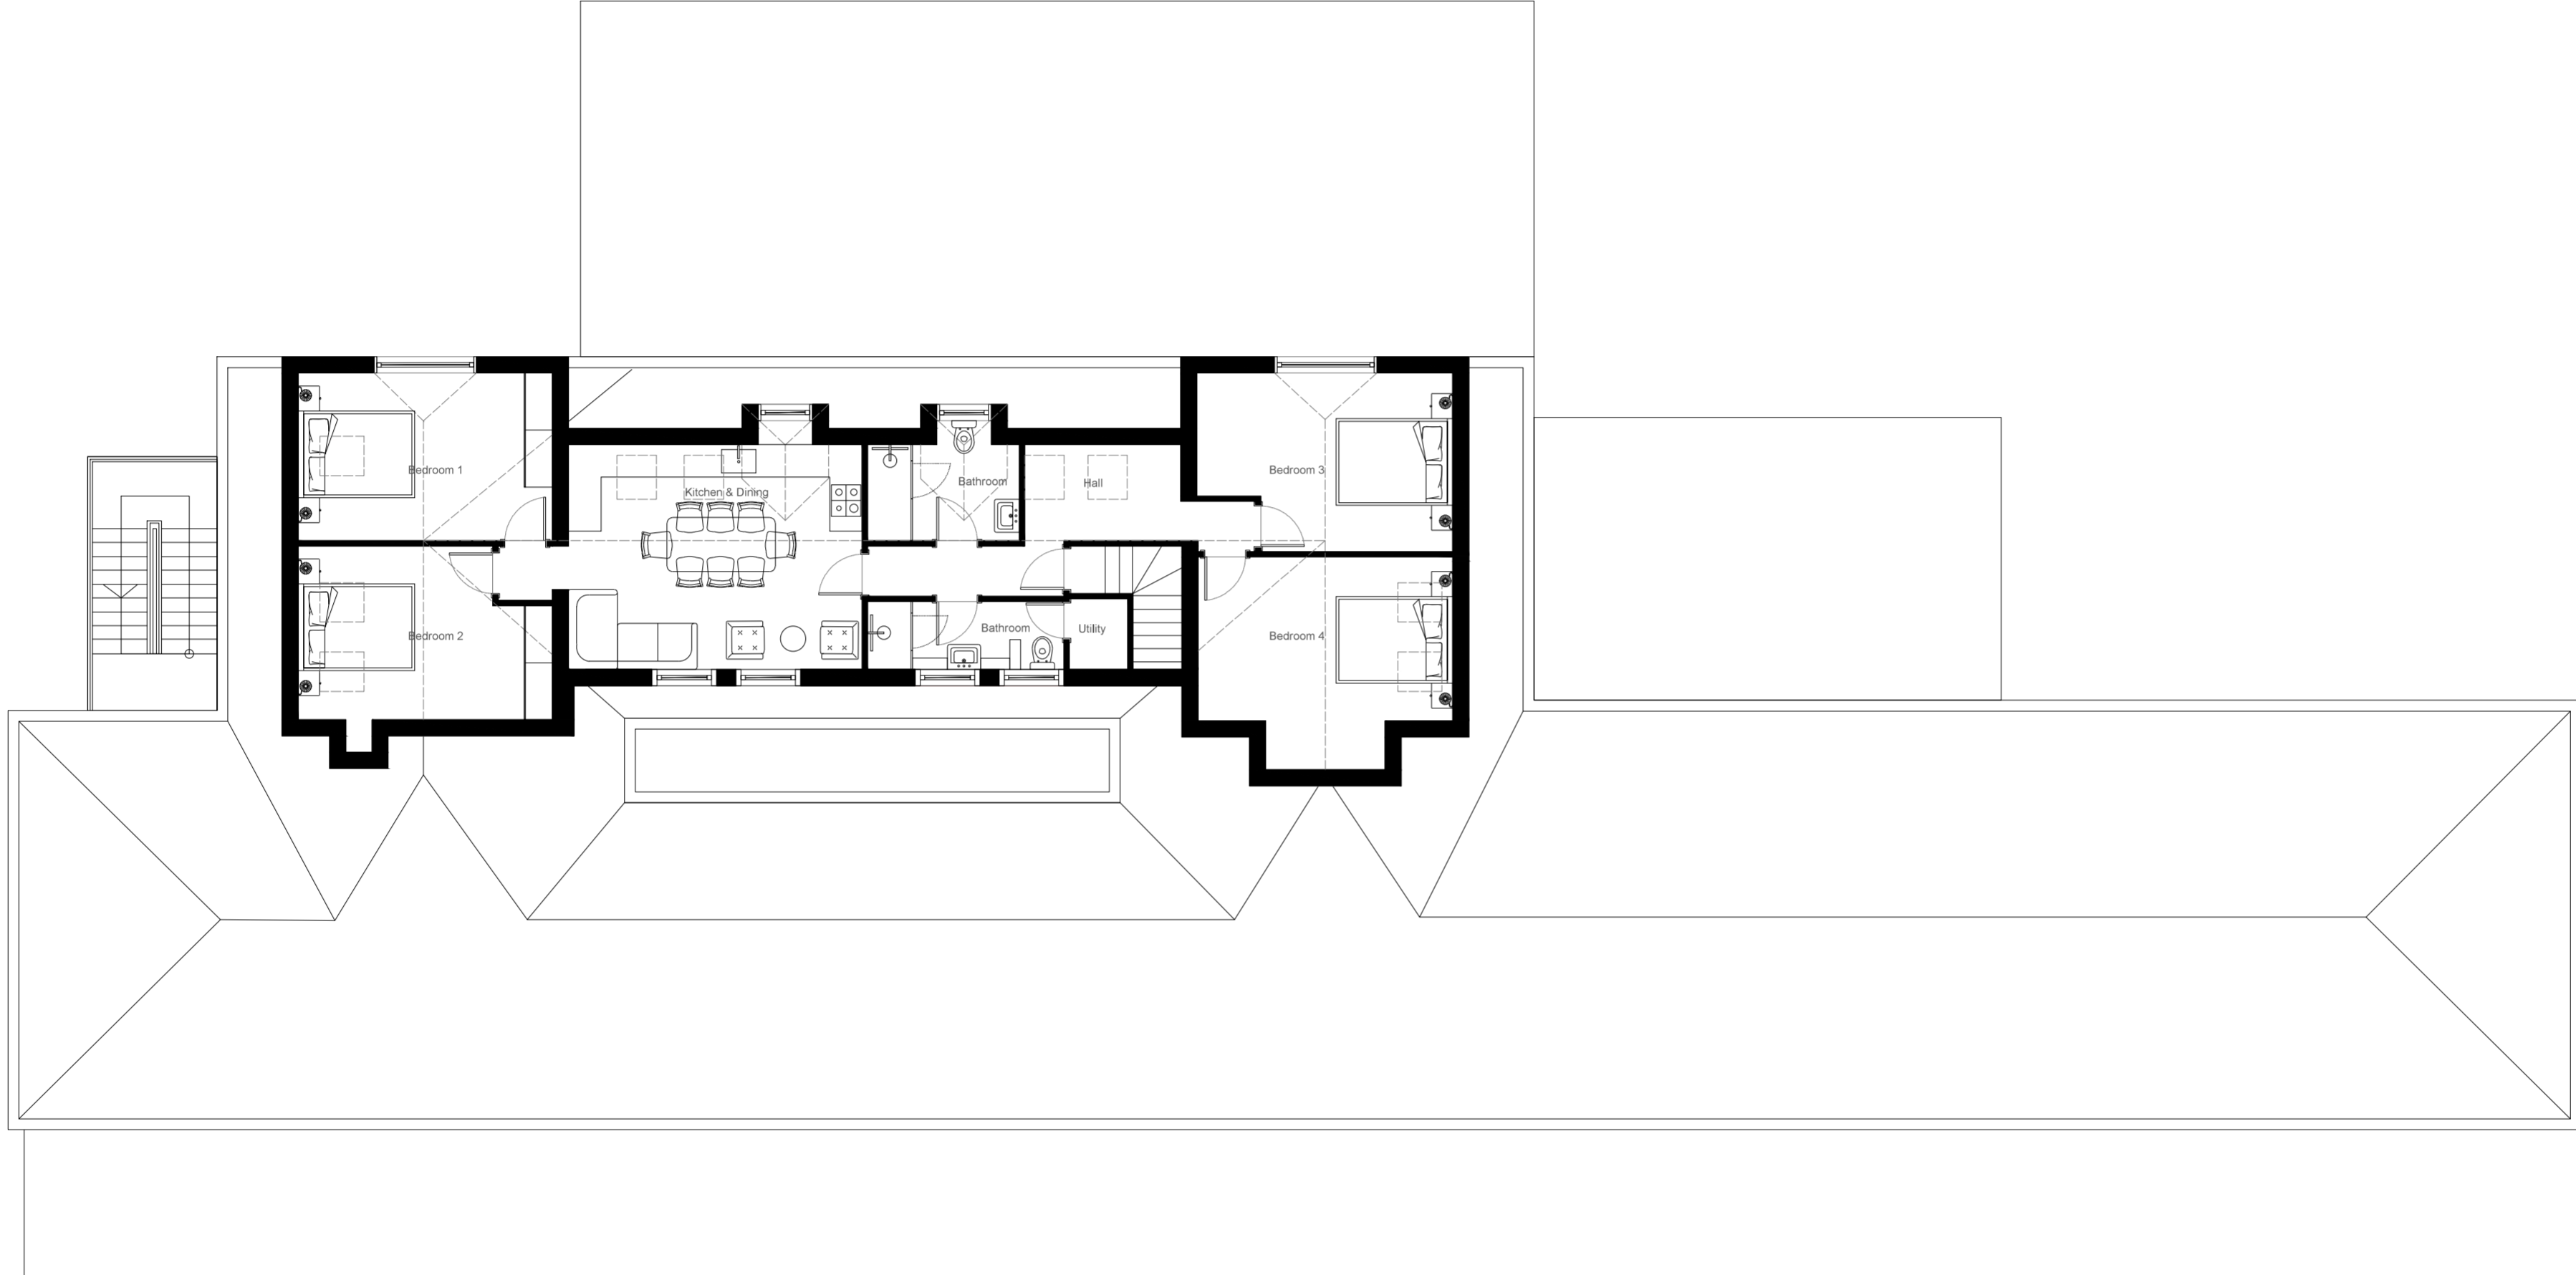 Bedroom 1
Kitchen & Dining
Bathroom
Hall
Bedroom 3
Bedroom 2
Bathroom
Utility
Bedroom 4